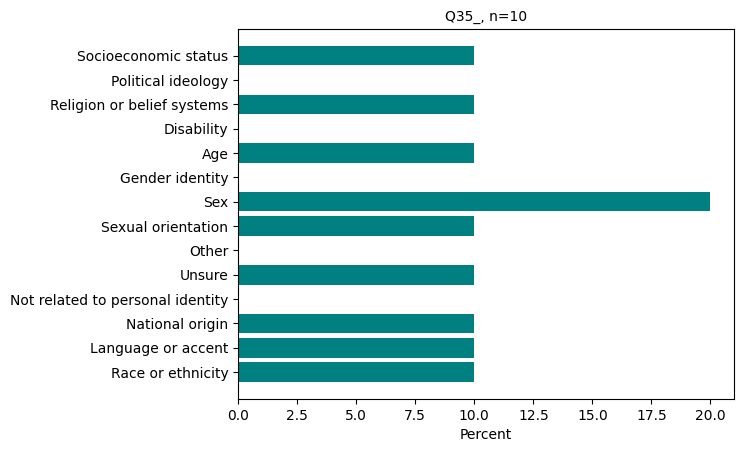 Q35_, n=10
Socioeconomic status
Political ideology
Religion or belief systems
Disability
Age
Gender identity
Sex
Sexual orientation
Other
Unsure
Not related to personal identity
National origin
Language or accent
Race or ethnicity
0.0 2.5 5.0 7.5 10.0 12.5 15.0 17.5 20.0
Percent